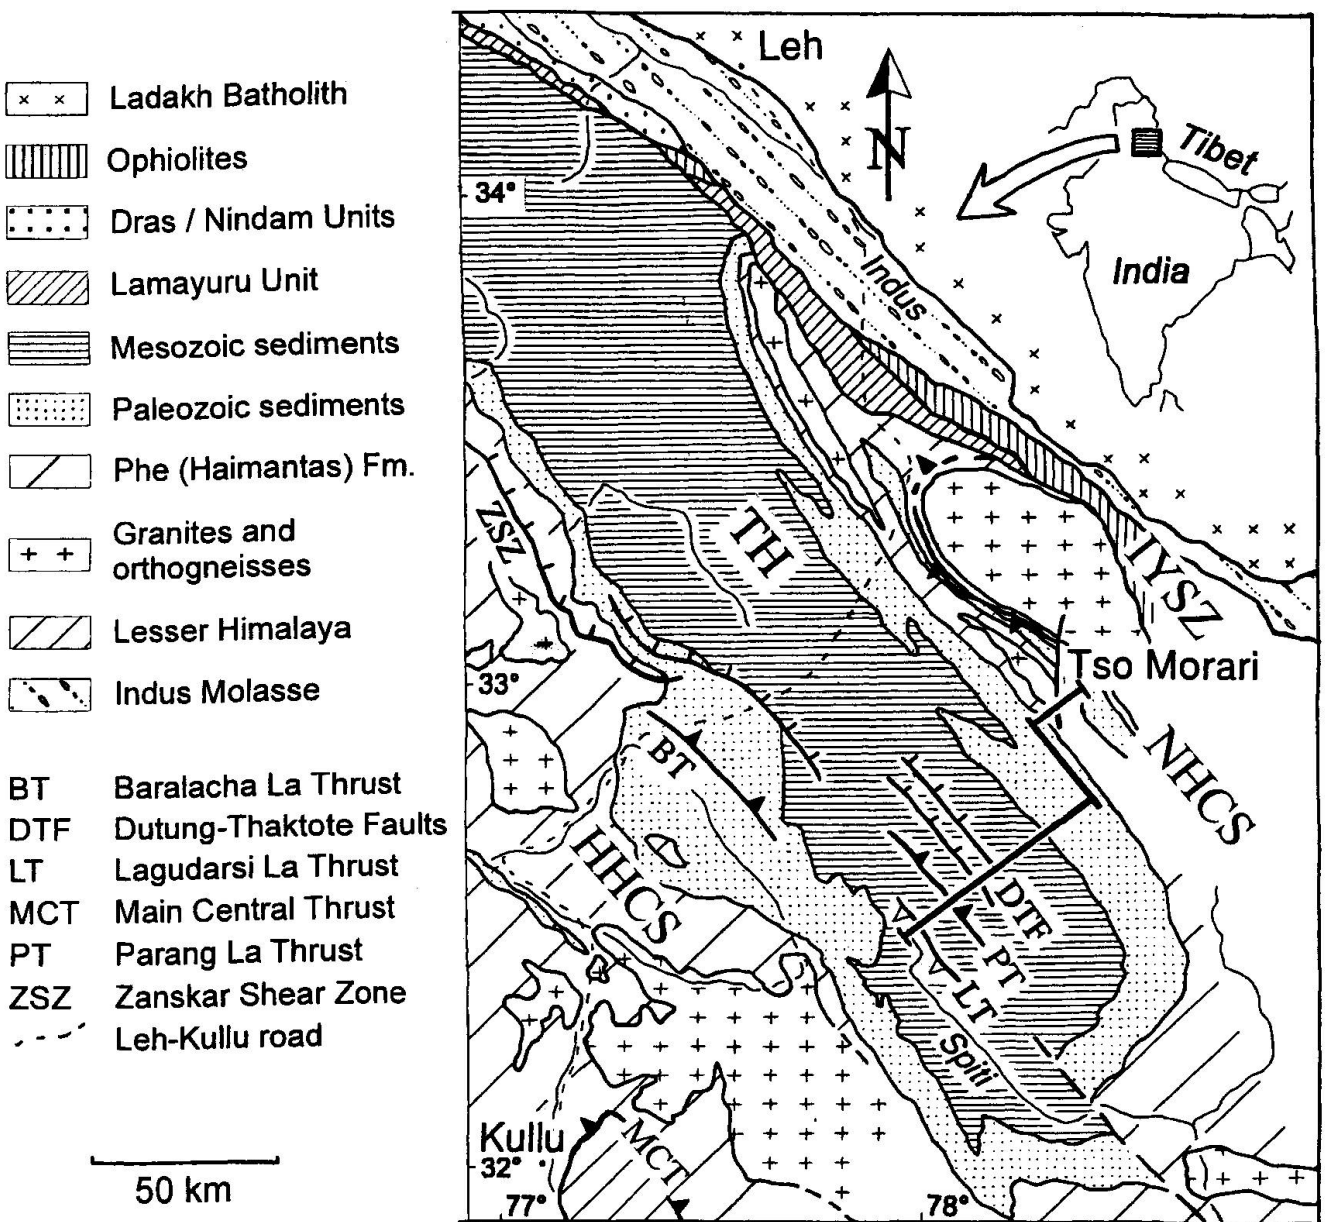 Ladakh Batholith
Ophiolites
Dras / Nindam Units
Lamayuru Unit
Mesozoic sediments
Paleozoic sediments
Phe (Haimantas) Fm.
Granites and
orthogneisses
Lesser Himalaya
Indus Molasse
BT Baralacha La Thrust
DTF Dutung-Thaktote Faults
LT Lagudarsi La Thrust
MCT Main Central Thrust
PT Parang La Thrust
ZSZ Zanskar Shear Zone
Leh-Kullu road
50 km
Leh
N
Tibet
India
34°
Indus
ZSZ
TH
IYSZ
Tso Morari
33°
BT
NHCS
HHCS
DTF
PT
LT
Spiti
Kullu
MCT
32°
77°
78°